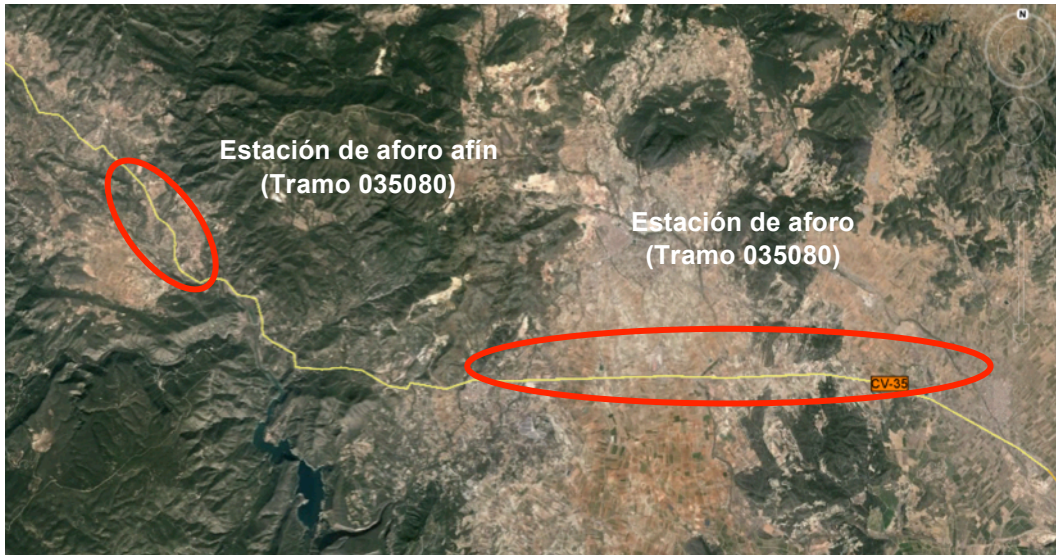 N
Estación de aforo afín
(Tramo 035080)
Estación de aforo
(Tramo 035080)
CV-35